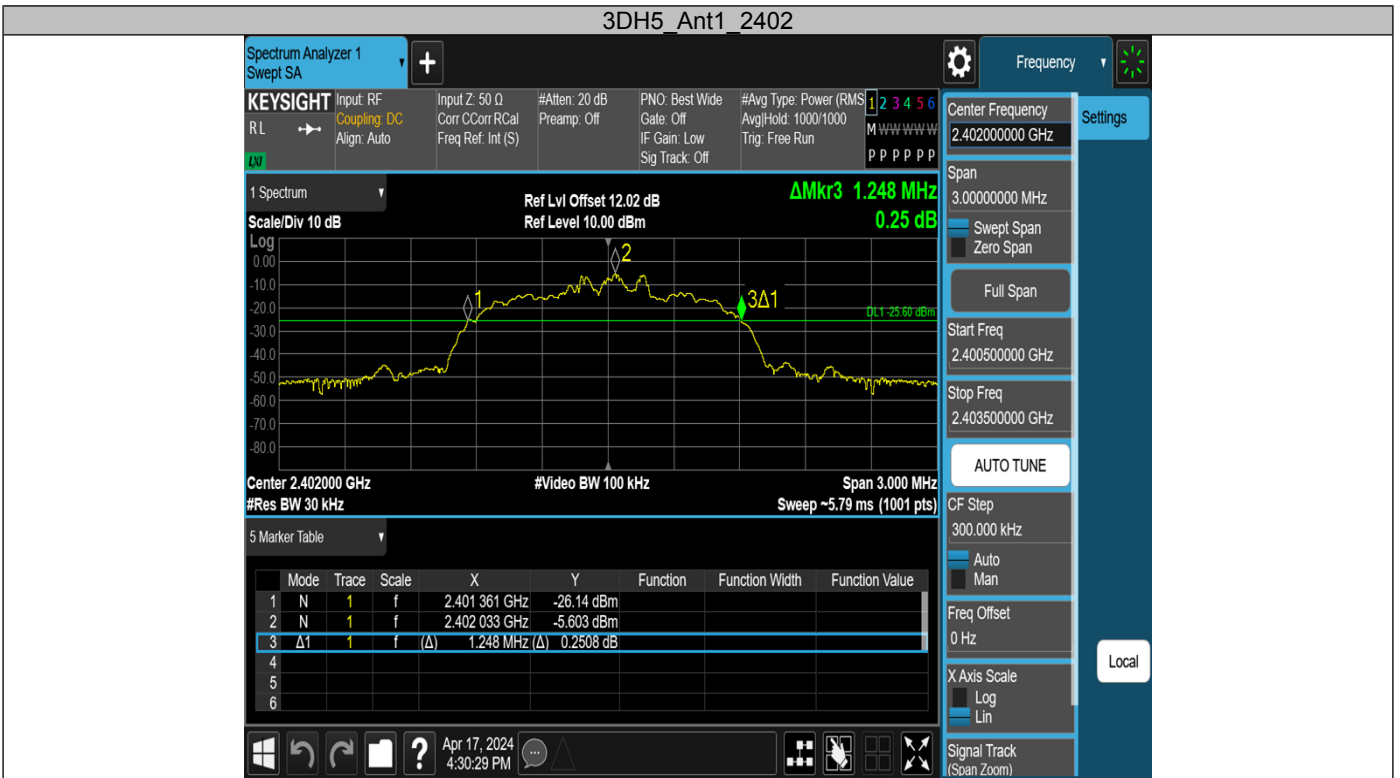 3DH5_Ant1_2402
Spectrum Analyzer 1
Swept SA
+
Frequency
KEYSIGHT
RL
LXI
Input: RF
Coupling: DC
Align: Auto
Input Z: 50 Ω
Corr CCorr RCal
Freq Ref: Int (S)
#Atten: 20 dB
Preamp: Off
PNO: Best Wide
Gate: Off
IF Gain: Low
Sig Track: Off
#Avg Type: Power (RMS
Avg|Hold: 1000/1000
Trig: Free Run
1 2 3 4 5 6
M W W W W W
P P P P P P
Center Frequency
2.402000000 GHz
Settings
Span
3.00000000 MHz
Swept Span
Zero Span
Full Span
Start Freq
2.400500000 GHz
Stop Freq
2.403500000 GHz
AUTO TUNE
CF Step
300.000 kHz
Auto
Man
Freq Offset
0 Hz
X Axis Scale
Log
Lin
Signal Track
(Span Zoom)
Local
1 Spectrum
Scale/Div 10 dB
Ref Lvl Offset 12.02 dB
Ref Level 10.00 dBm
ΔMkr3 1.248 MHz
0.25 dB
Log
0.00
-10.0
-20.0
-30.0
-40.0
-50.0
-60.0
-70.0
-80.0
1
2
3Δ1
DL1 -25.60 dBm
Center 2.402000 GHz
#Video BW 100 kHz
Span 3.000 MHz
#Res BW 30 kHz
Sweep ~5.79 ms (1001 pts)
5 Marker Table
Mode Trace Scale X Y Function Function Width Function Value
1 N 1 f 2.401 361 GHz -26.14 dBm
2 N 1 f 2.402 033 GHz -5.603 dBm
3 Δ1 1 f (Δ) 1.248 MHz (Δ) 0.2508 dB
4
5
6
?
Apr 17, 2024
4:30:29 PM